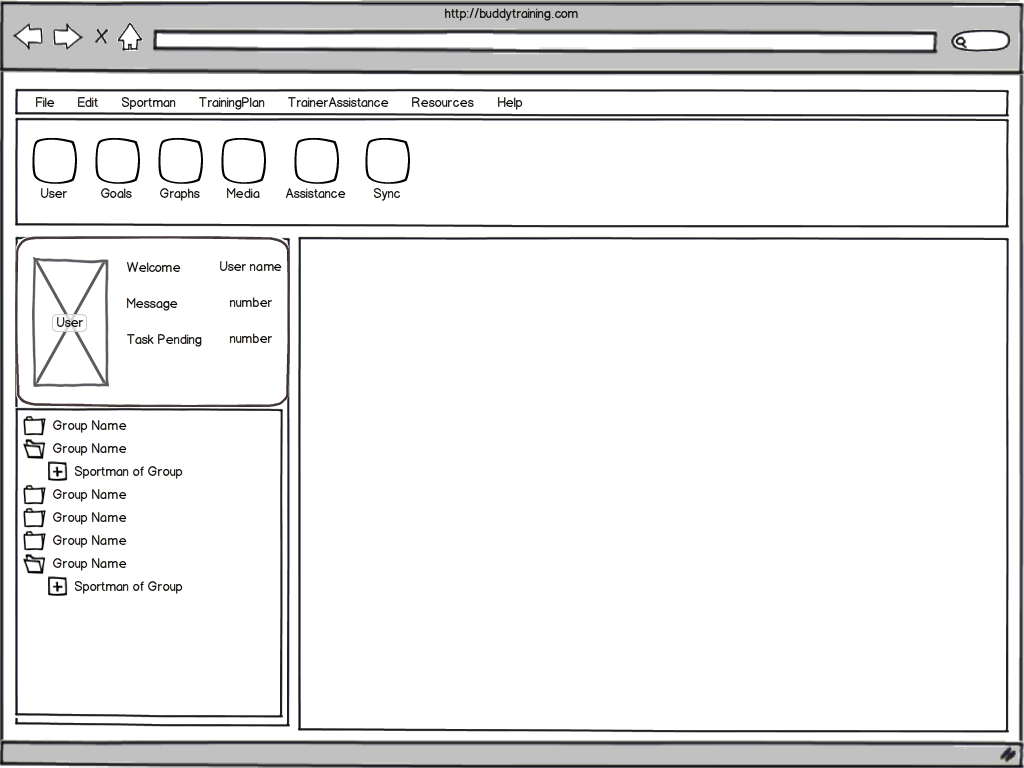 http://buddytraining.com
File Edit Sportman TrainingPlan TrainerAssistance Resources Help
User Goals Graphs Media Assistance Sync
Welcome User name
Message number
User
Task Pending number
Group Name
Group Name
Sportman of Group
Group Name
Group Name
Group Name
Group Name
Sportman of Group